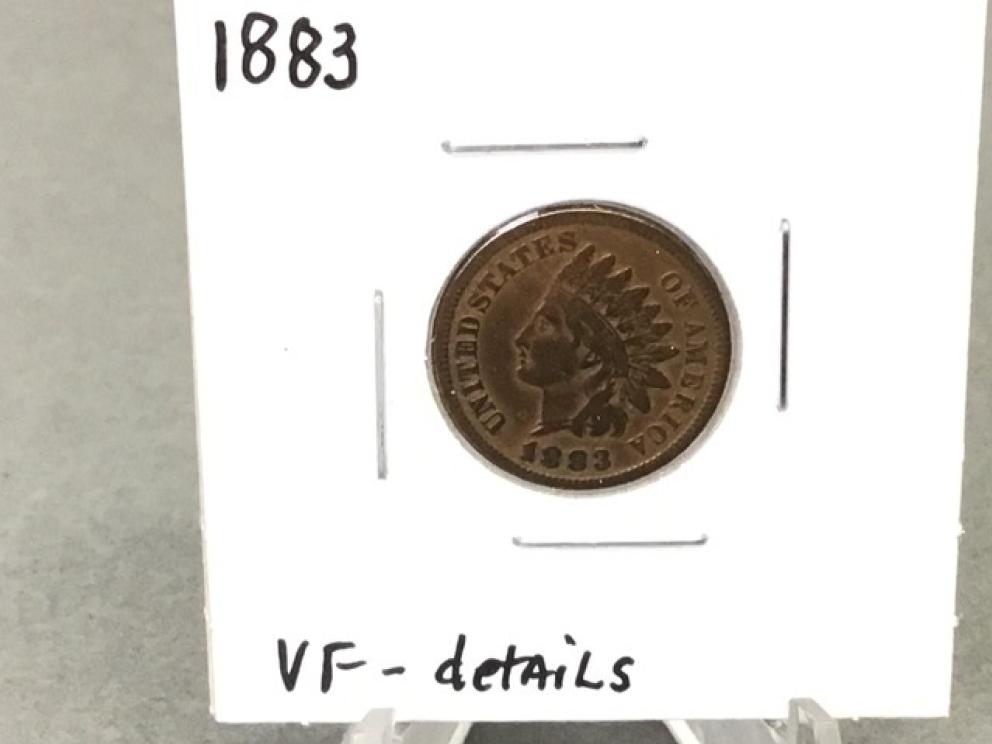 1883
UNITED STATES OF AMERICA
1883
VF - detAiLs